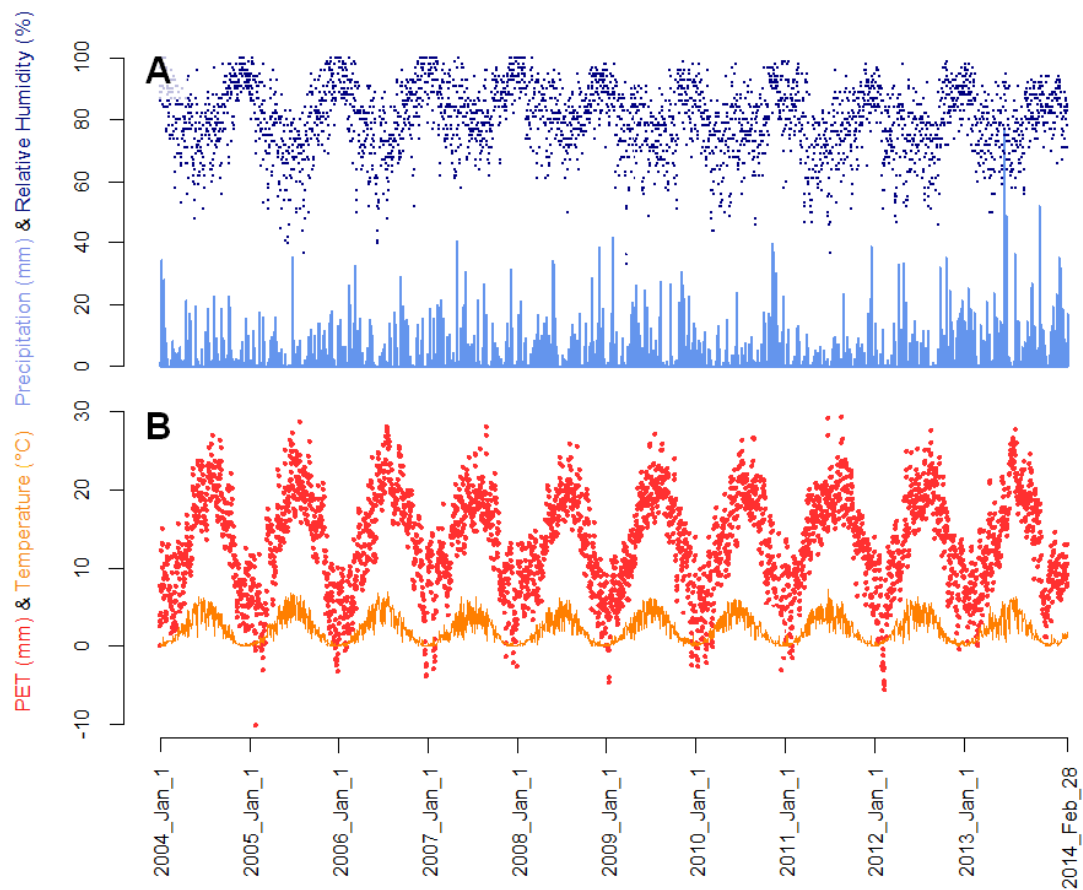 Precipitation (mm) & Relative Humidity (%)
A
100
80
60
40
20
0
PET (mm) & Temperature (°C)
B
30
20
10
0
-10
2004_Jan_1
2005_Jan_1
2006_Jan_1
2007_Jan_1
2008_Jan_1
2009_Jan_1
2010_Jan_1
2011_Jan_1
2012_Jan_1
2013_Jan_1
2014_Feb_28